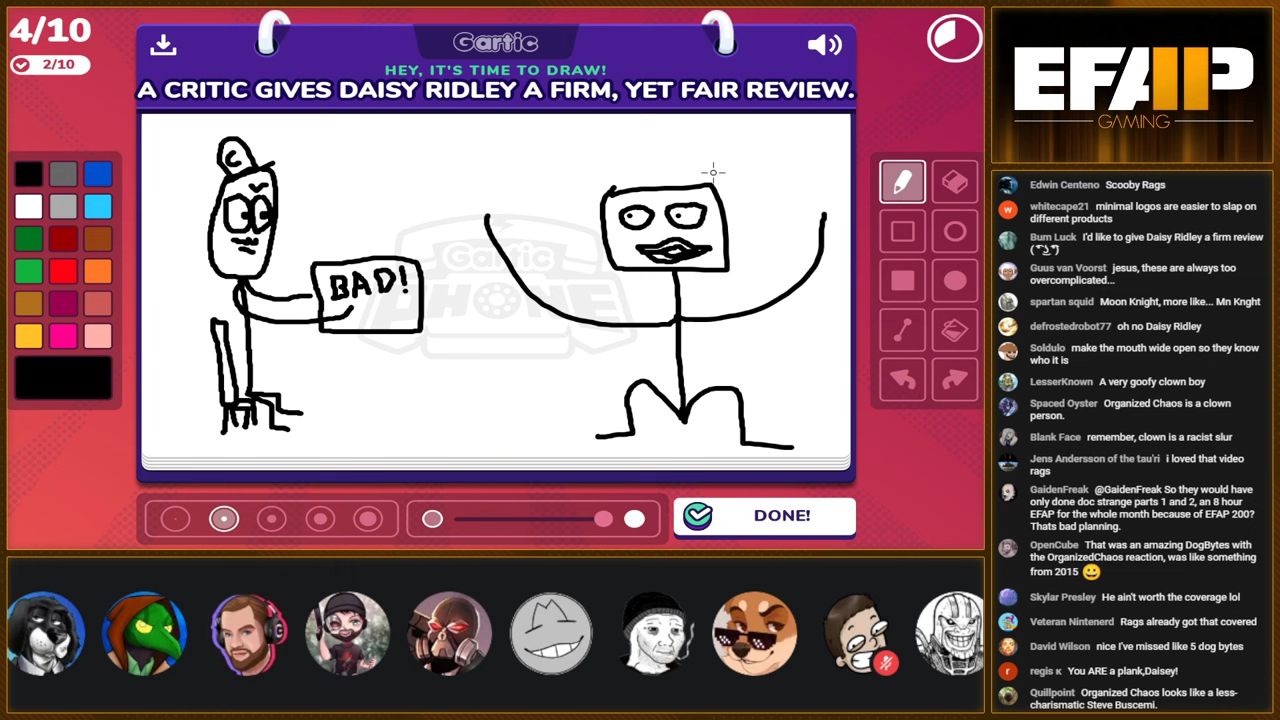 4/10
2/10
Gartic
HEY, IT'S TIME TO DRAW!
A CRITIC GIVES DAISY RIDLEY A FIRM, YET FAIR REVIEW.
C
BAD!
Gartic
PHONE
DONE!
EFAP
GAMING
Edwin Centeno Scooby Rags
whitecape21 minimal logos are easier to slap on
different products
Bum Luck I'd like to give Daisy Ridley a firm review
( ͡° ͜ʖ ͡°)
Guus van Voorst jesus, these are always too
overcomplicated...
spartan squid Moon Knight, more like... Mn Knght
defrostedrobot77 oh no Daisy Ridley
Soldulo make the mouth wide open so they know
who it is
LesserKnown A very goofy clown boy
Spaced Oyster Organized Chaos is a clown
person.
Blank Face remember, clown is a racist slur
Jens Andersson of the tau'ri i loved that video
rags
GaidenFreak @GaidenFreak So they would have
only done doc strange parts 1 and 2, an 8 hour
EFAP for the whole month because of EFAP 200?
Thats bad planning.
OpenCube That was an amazing DogBytes with
the OrganizedChaos reaction, was like something
from 2015 😀
Skylar Presley He ain't worth the coverage lol
Veteran Nintenerd Rags already got that covered
David Wilson nice I've missed like 5 dog bytes
regis к You ARE a plank,Daisey!
Quillpoint Organized Chaos looks like a less-
charismatic Steve Buscemi.